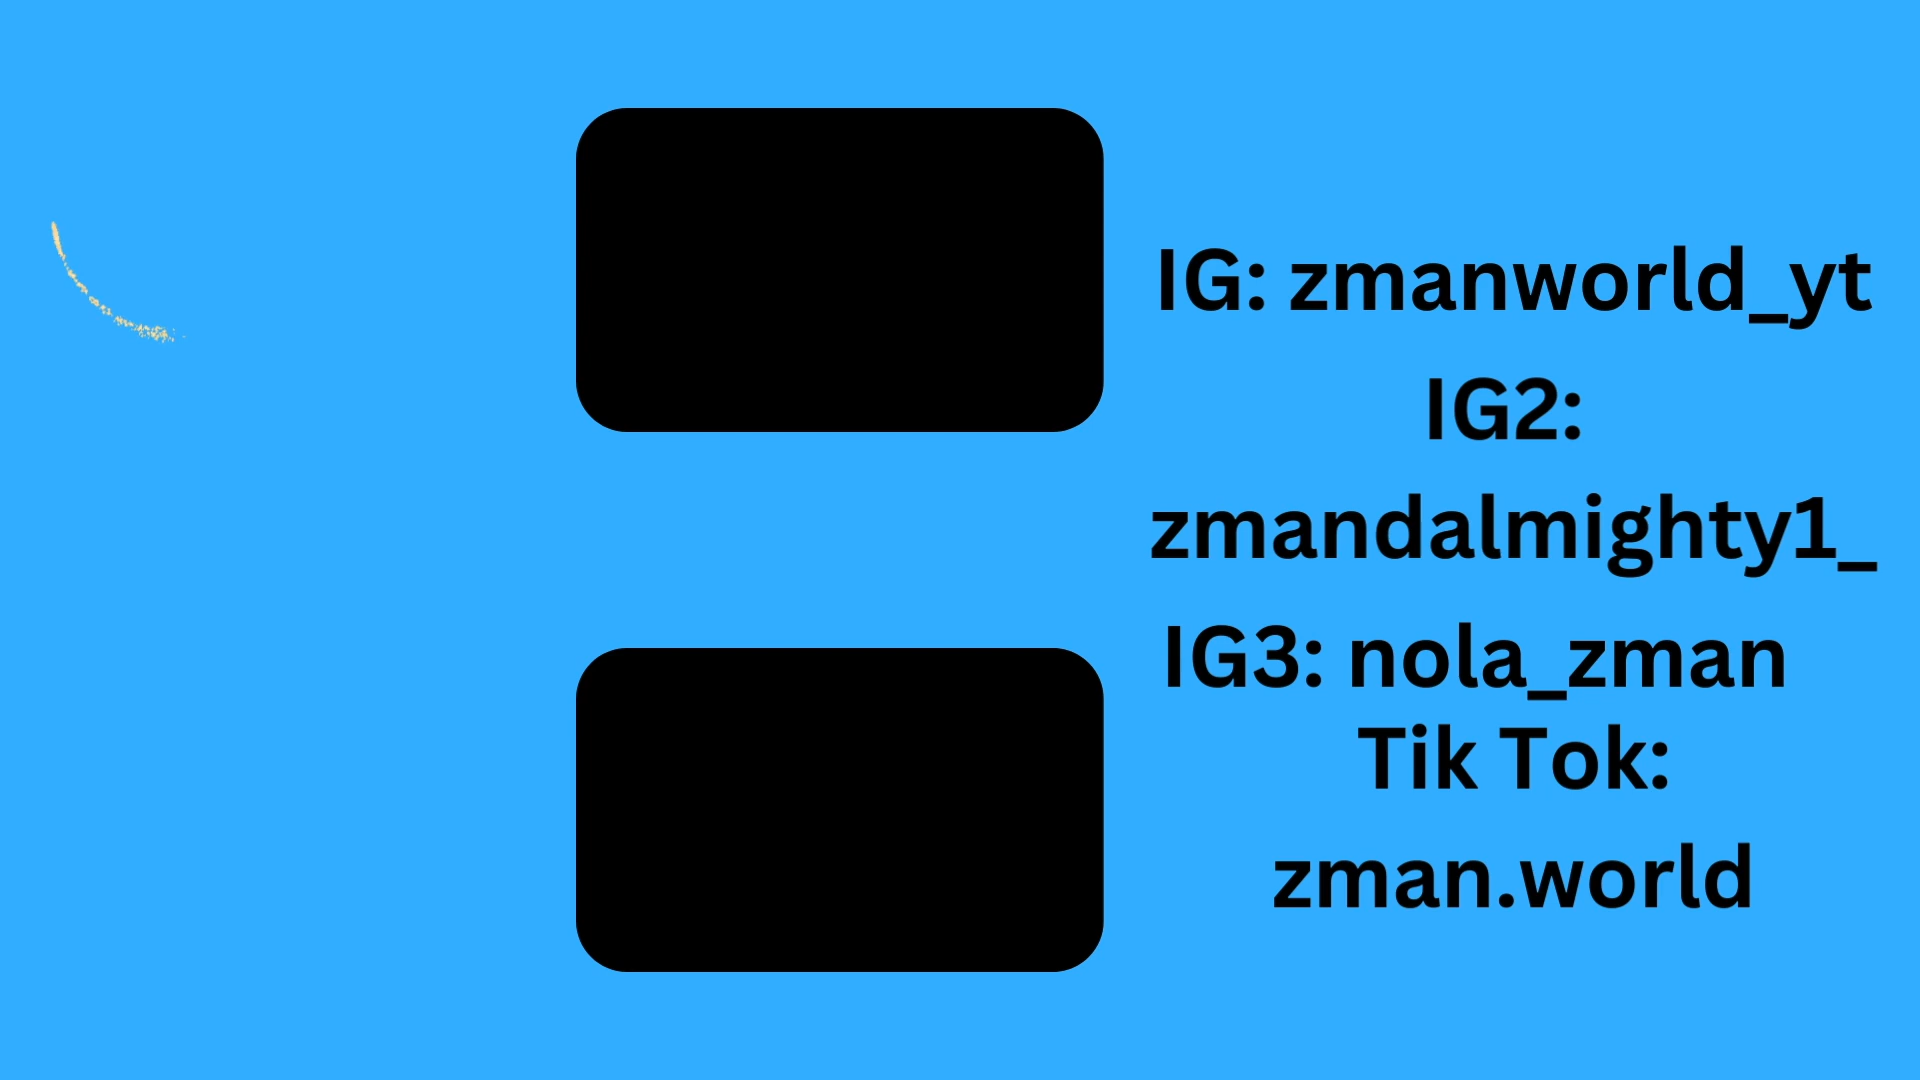 IG: zmanworld_yt
IG2:
zmandalmighty1_
IG3: nola_zman
Tik Tok:
zman.world